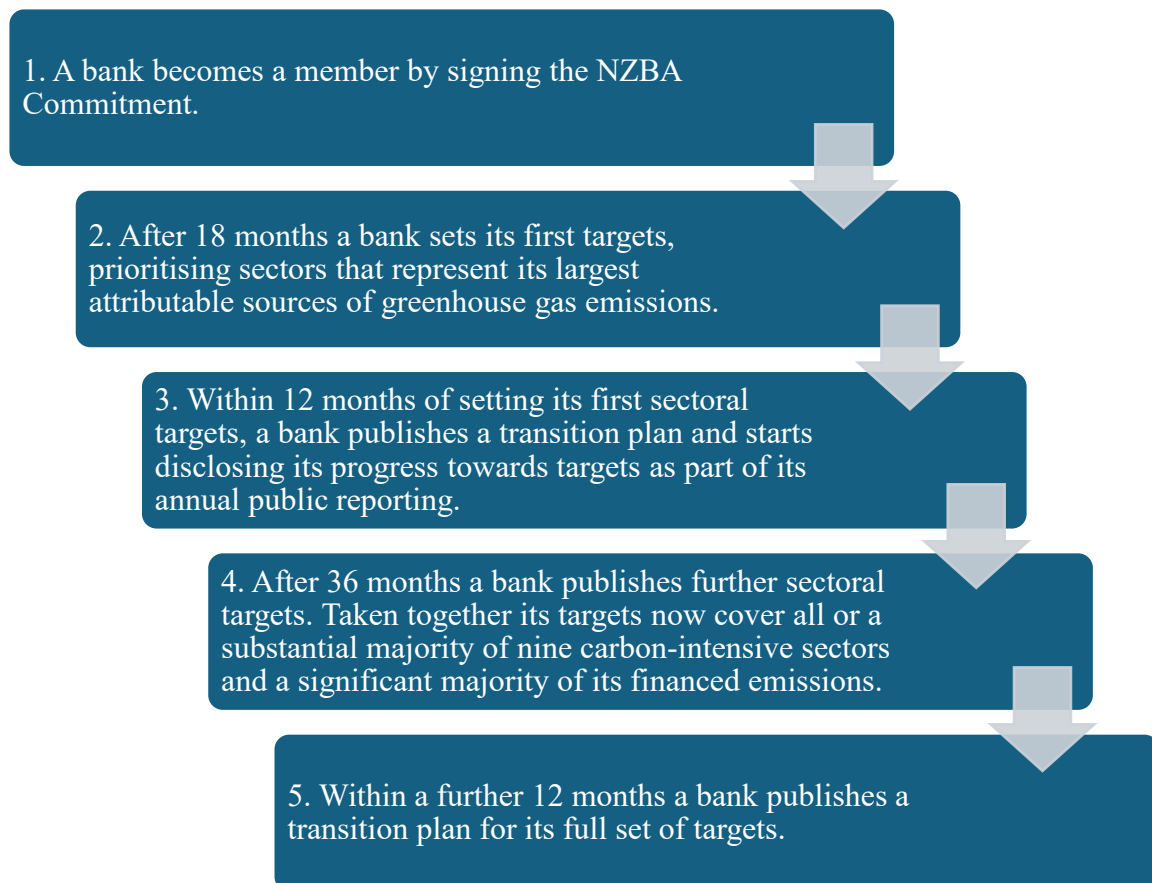 1. A bank becomes a member by signing the NZBA
Commitment.
2. After 18 months a bank sets its first targets,
prioritising sectors that represent its largest
attributable sources of greenhouse gas emissions.
3. Within 12 months of setting its first sectoral
targets, a bank publishes a transition plan and starts
disclosing its progress towards targets as part of its
annual public reporting.
4. After 36 months a bank publishes further sectoral
targets. Taken together its targets now cover all or a
substantial majority of nine carbon-intensive sectors
and a significant majority of its financed emissions.
5. Within a further 12 months a bank publishes a
transition plan for its full set of targets.